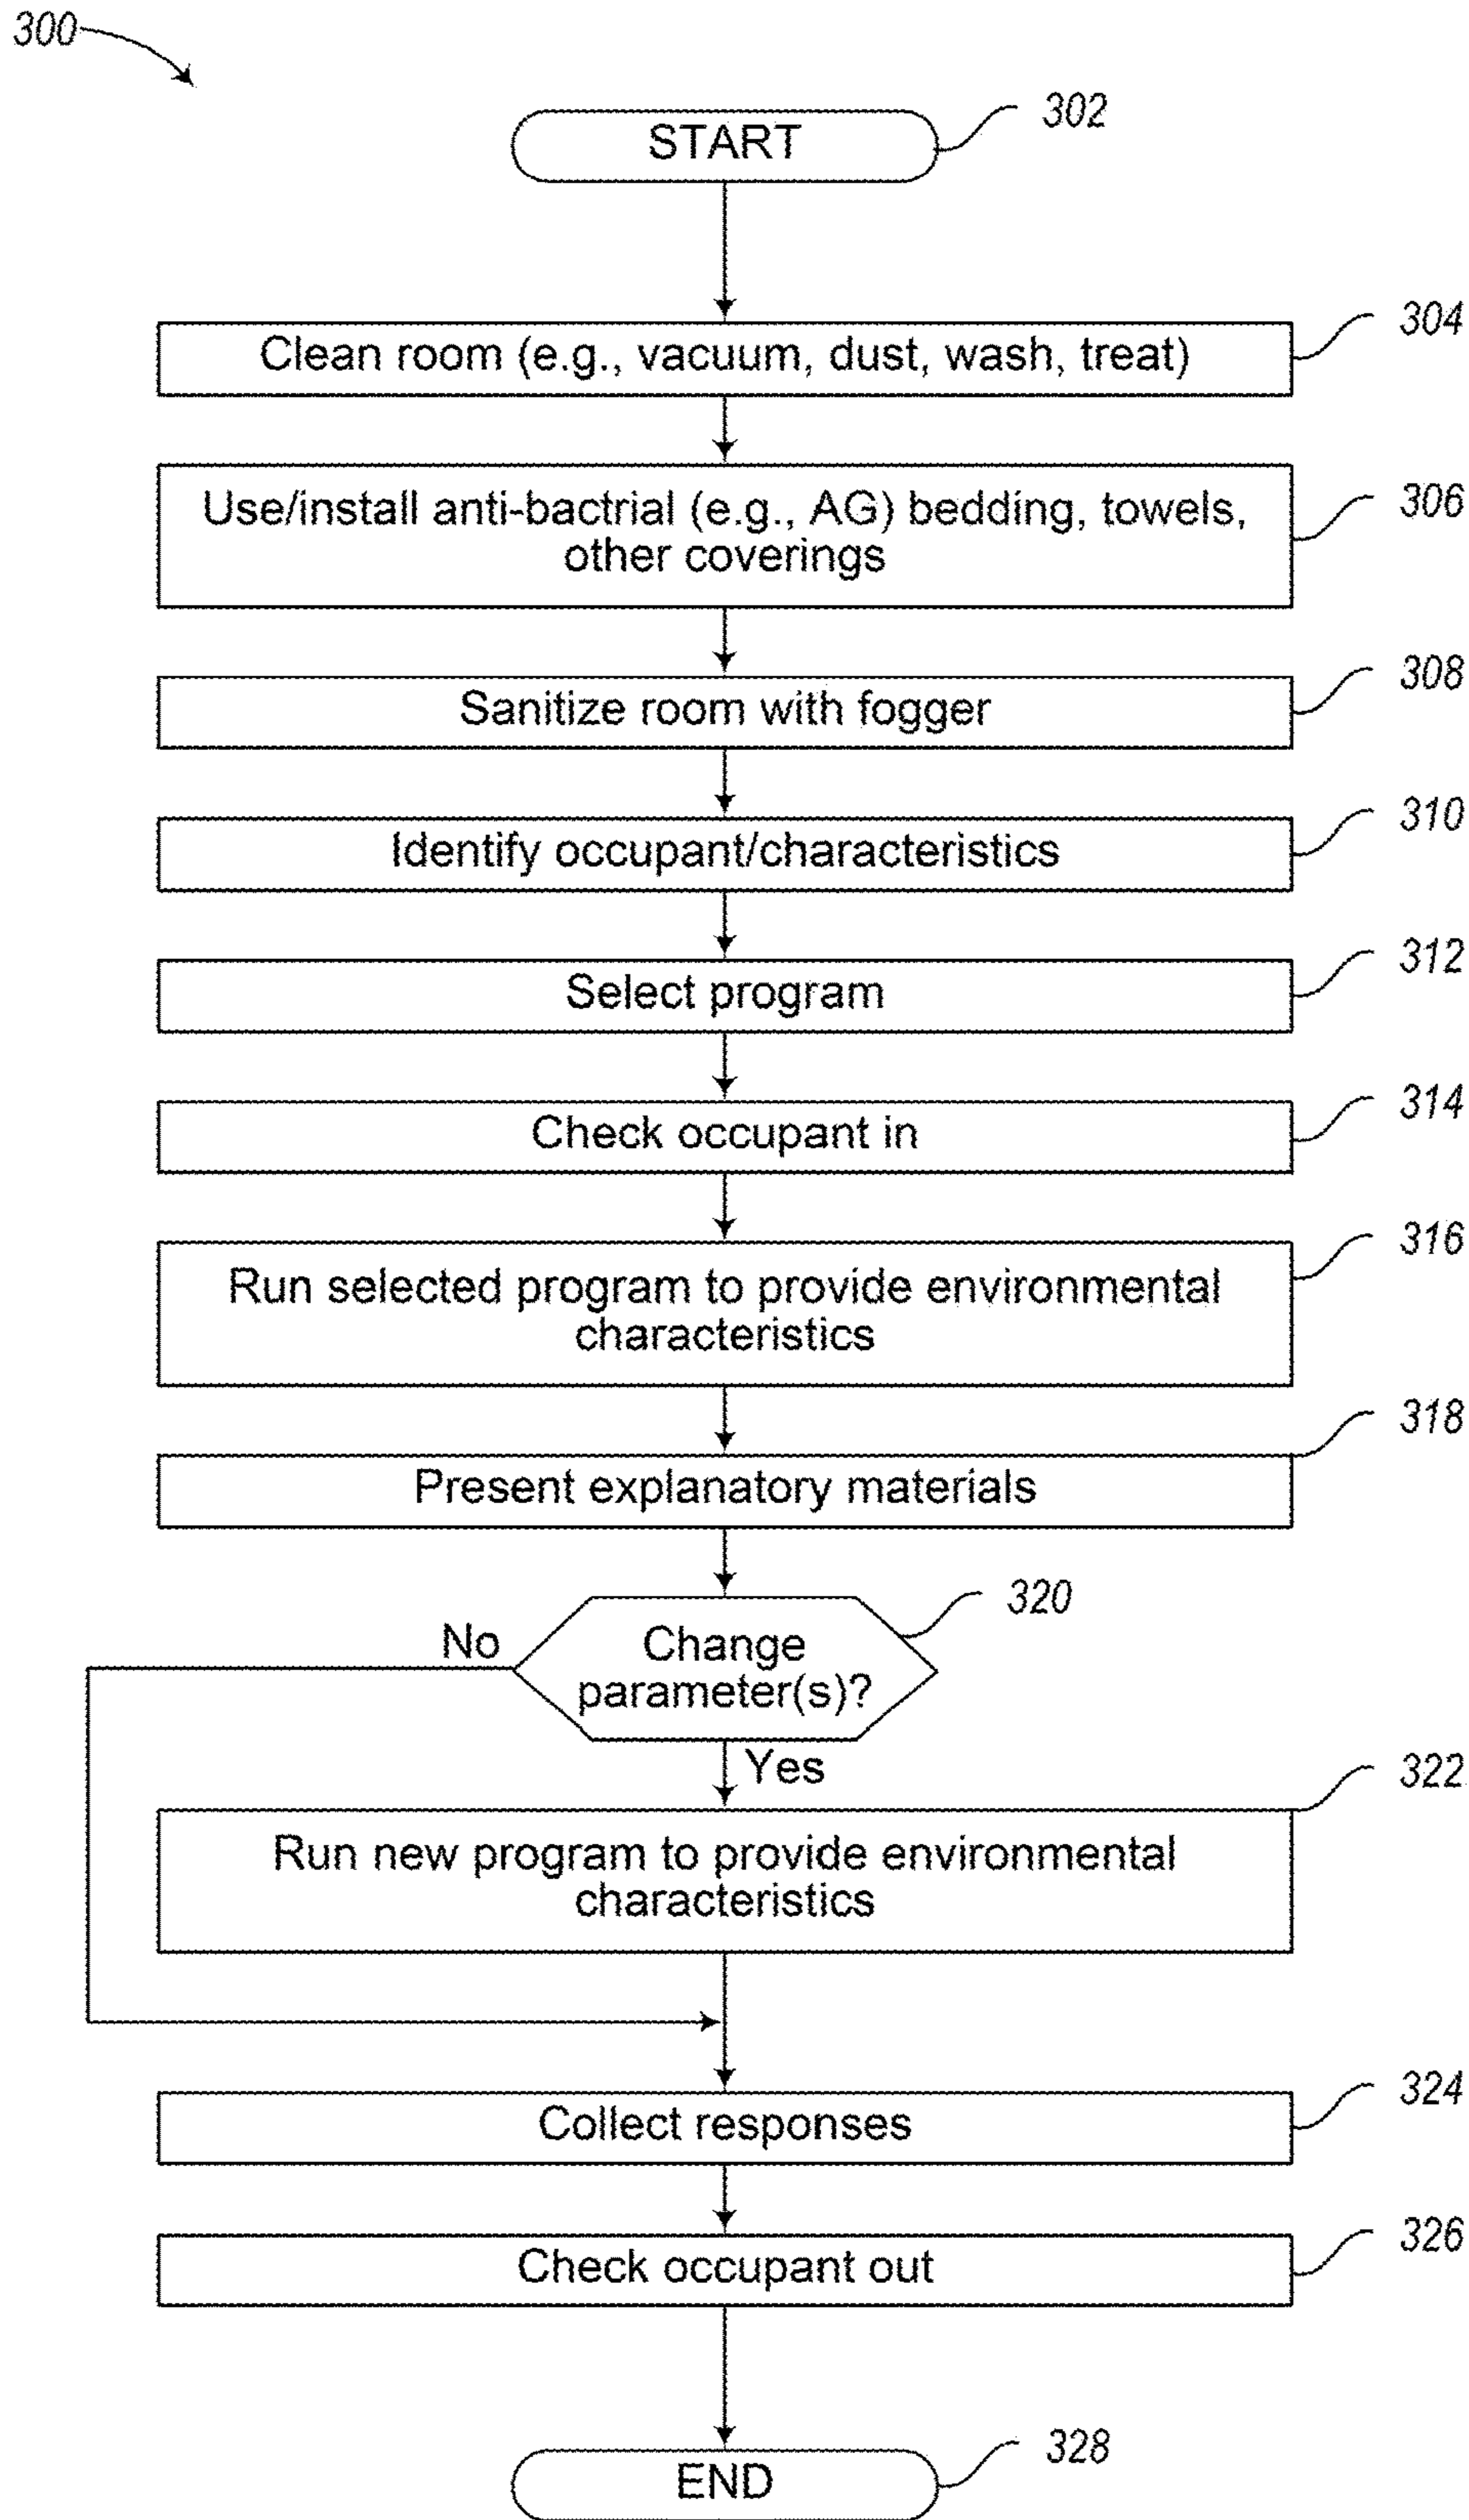 300
START
302
Clean room (e.g., vacuum, dust, wash, treat)
304
Use/install anti-bactrial (e.g., AG) bedding, towels,
other coverings
306
Sanitize room with fogger
308
Identify occupant/characteristics
310
Select program
312
Check occupant in
314
Run selected program to provide environmental
characteristics
316
Present explanatory materials
318
Change
parameter(s)?
320
No
Yes
Run new program to provide environmental
characteristics
322
Collect responses
324
Check occupant out
326
END
328